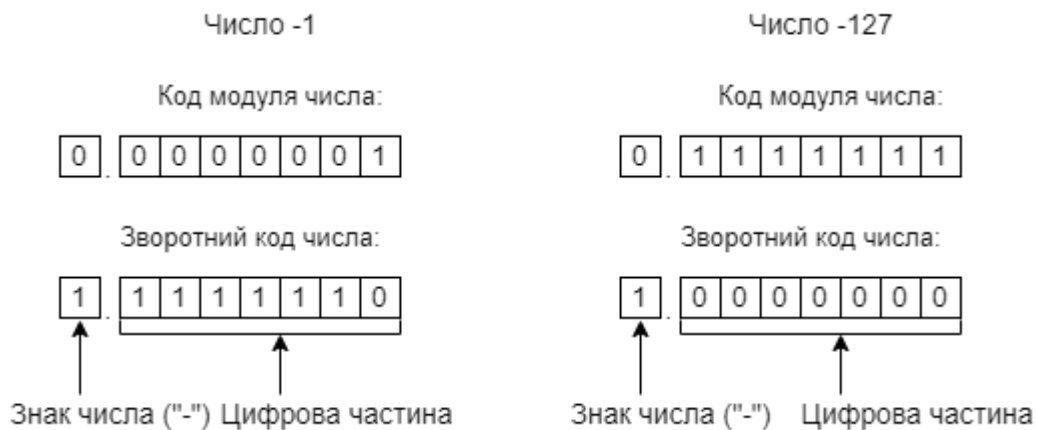 Число -1
Код модуля числа:
0 . 0 0 0 0 0 0 1
Зворотний код числа:
1 . 1 1 1 1 1 1 0
Знак числа ("-") Цифрова частина
Число -127
Код модуля числа:
0 . 1 1 1 1 1 1 1
Зворотний код числа:
1 . 0 0 0 0 0 0 0
Знак числа ("-") Цифрова частина